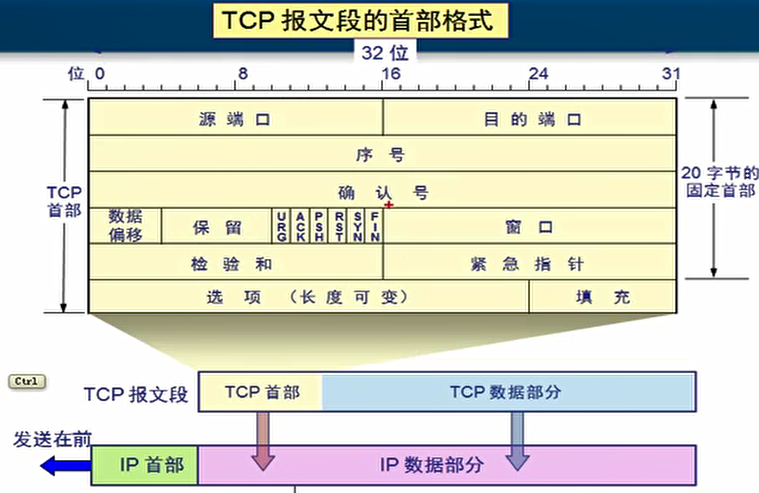 TCP 报文段的首部格式
32 位
位 0 8 16 24 31
源 端 口 目 的 端 口
序 号
确 认 号
TCP
首部
20 字节的
固定首部
数据
偏移
保 留
URG
ACK
PSH
RST
SYN
FIN
窗 口
检 验 和 紧 急 指 针
选 项 （长 度 可 变） 填 充
Ctrl
TCP 报文段 TCP 首部 TCP 数据部分
发送在前
IP 首部 IP 数据部分